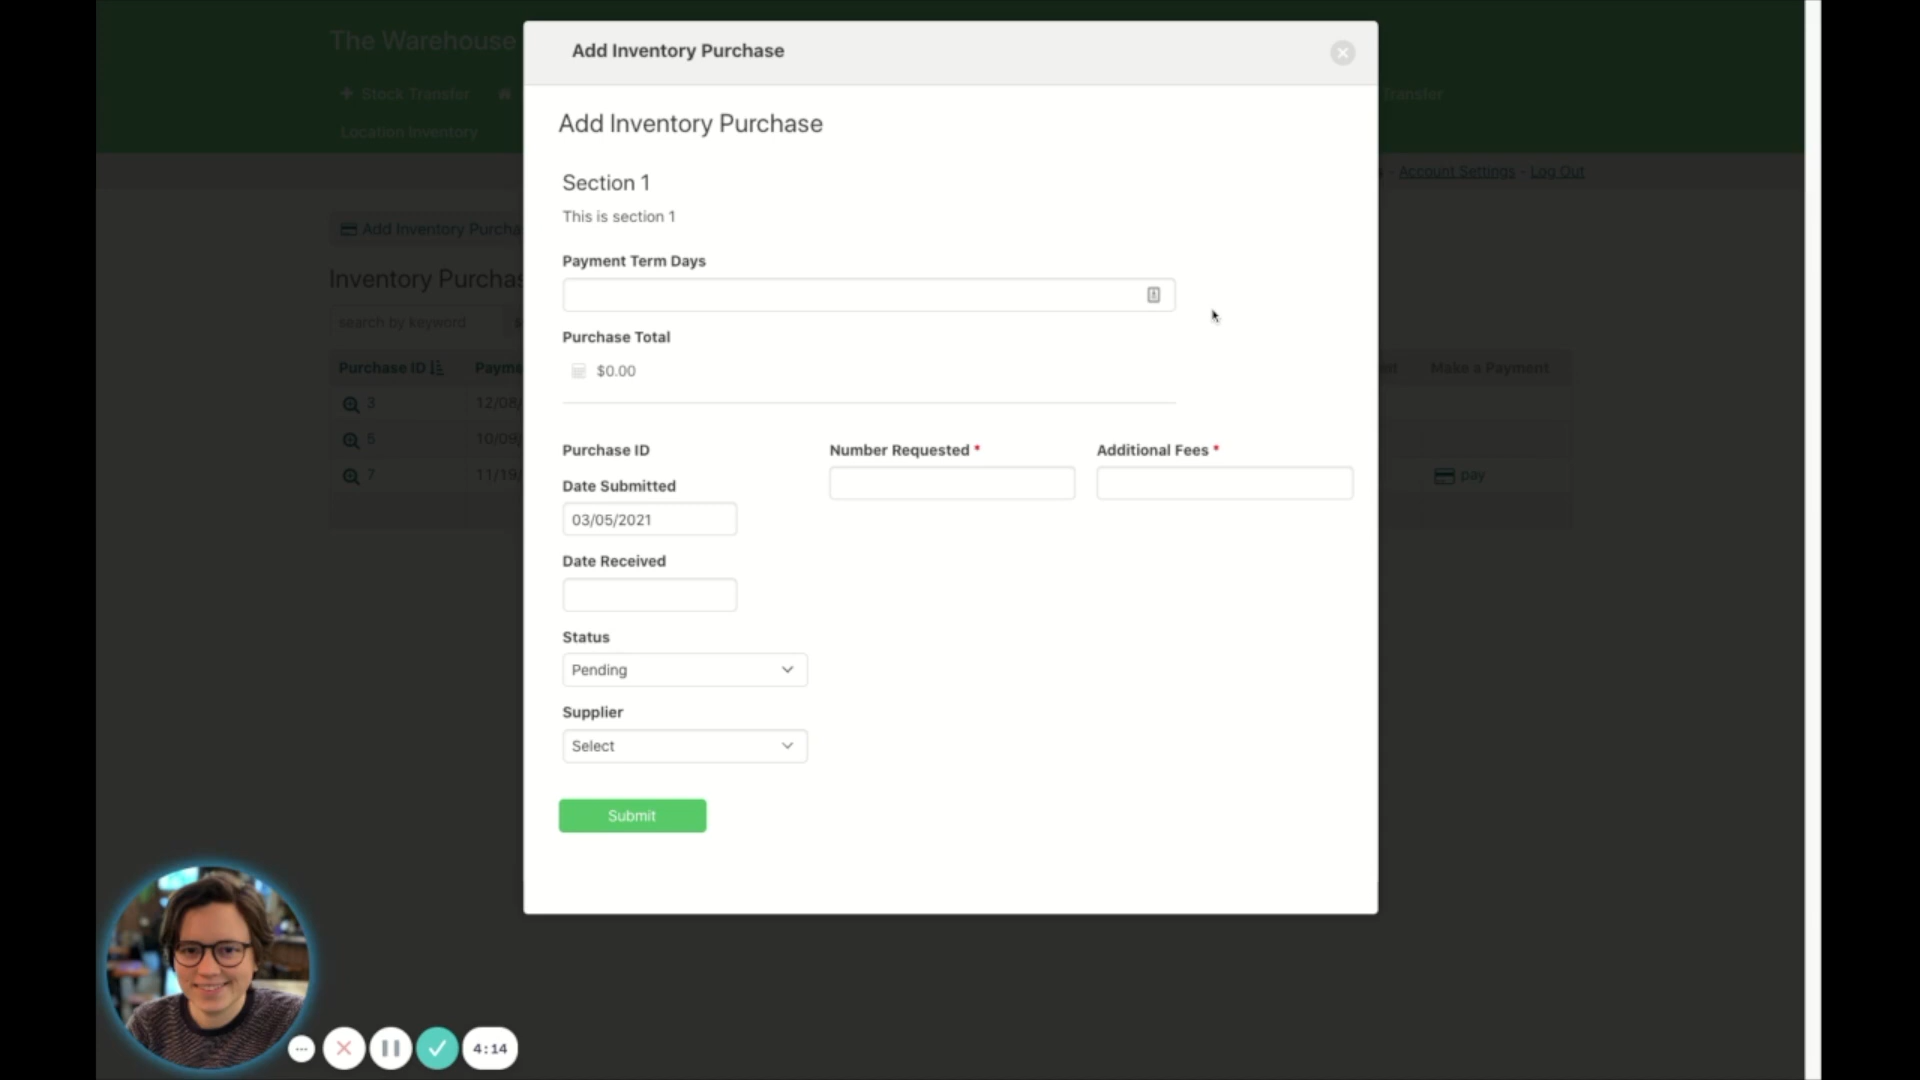 The Warehouse
Add Inventory Purchase
Stock Transfer
Transfer
Location Inventory
Add Inventory Purchase
Section 1
Account Settings - Log Out
This is section 1
Add Inventory Purcha
Payment Term Days
Inventory Purchas
search by keyword
Purchase Total
$0.00
Purchase ID
Payme
Make a Payment
3
12/08/
5
10/09
7
11/19/
pay
Purchase ID
Number Requested *
Additional Fees *
Date Submitted
03/05/2021
Date Received
Status
Pending
Supplier
Select
Submit
4:14